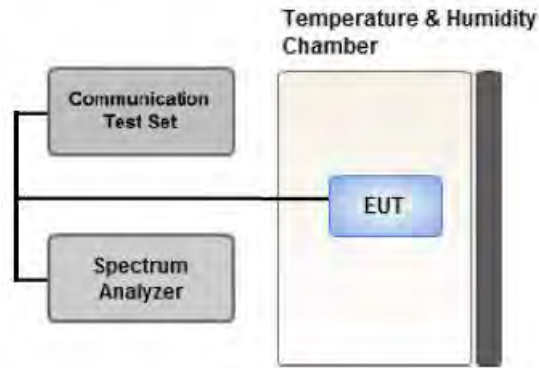 Temperature & Humidity
Chamber
Communication
Test Set
EUT
Spectrum
Analyzer